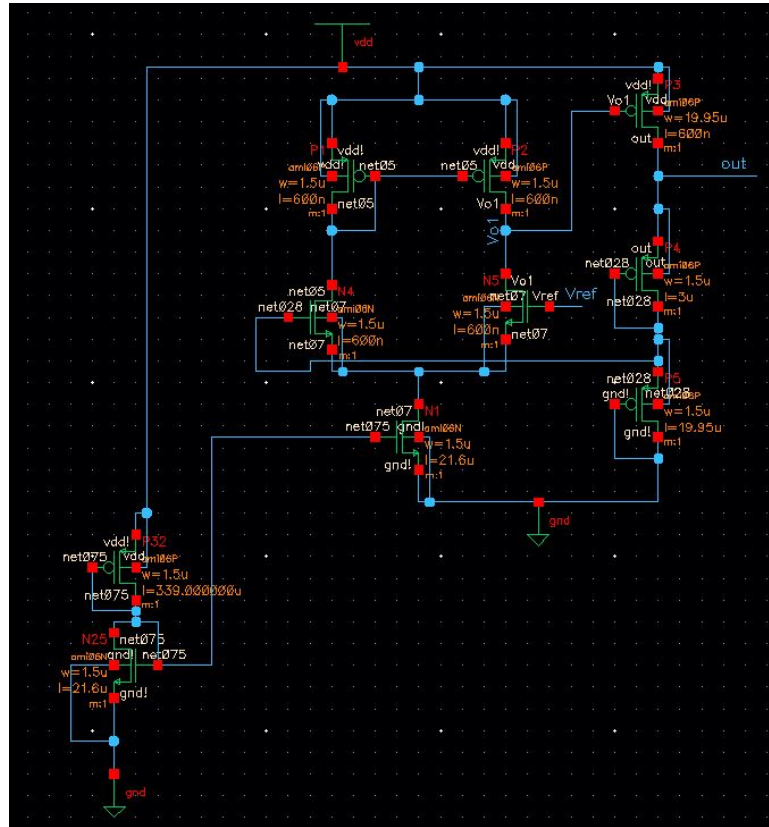 vdd
P3
vdd!
Vo1
vdd!
ami06P
w=19.95u
l=600n
out
m:1
out
P1
vdd!
vdd!
ami06P
w=1.5u
l=600n
m:1
net05
net05
P2
vdd!
vdd!
ami06P
net05
w=1.5u
l=600n
m:1
Vo1
Vo1
P4
out
out
ami06P
net028
w=1.5u
l=3u
net028
m:1
N4
net05
net028
net07
ami06N
w=1.5u
l=600n
net07
m:1
N5
Vo1
net07
ami06N
Vref
Vref
w=1.5u
l=600n
m:1
net07
P5
net028
net028
ami06P
gnd!
w=1.5u
l=19.95u
gnd!
m:1
N1
net07
net075
gnd!
ami06N
w=1.5u
l=21.6u
gnd!
m:1
gnd
P32
vdd!
net075
vdd!
ami06P
w=1.5u
l=339.000000u
net075
m:1
N25
net075
gnd!
net075
ami06N
w=1.5u
l=21.6u
gnd!
m:1
gnd